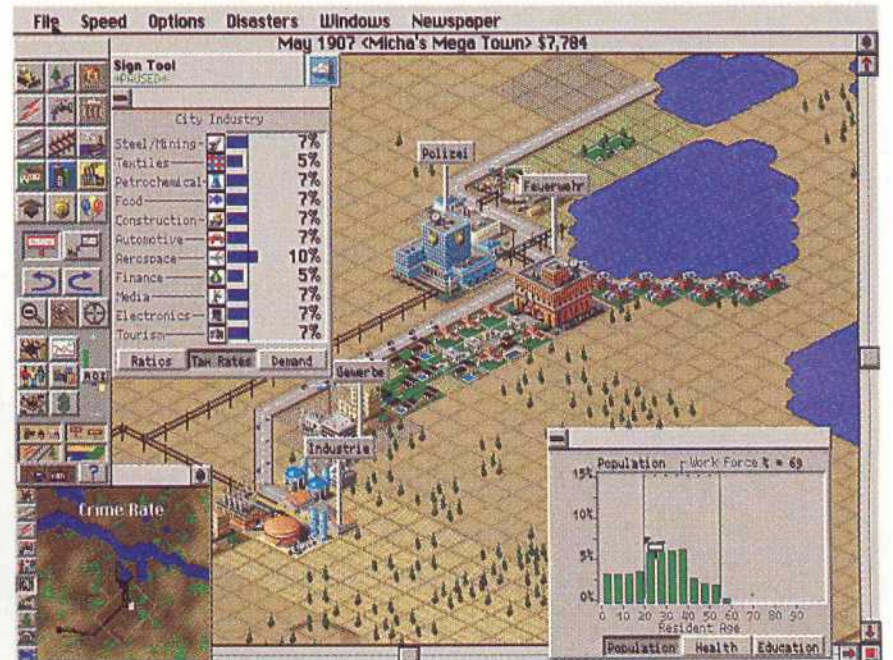 File Speed Options Disasters Windows Newspaper
May 1907 <Micha's Mega Town> $7,784
Sign Tool
*PAUSED*
City Industry
Steel/Mining 7%
Textiles 5%
Petrochemical 7%
Food 7%
Construction 7%
Automotive 7%
Aerospace 10%
Finance 5%
Media 7%
Electronics 7%
Tourism 7%
Ratios Tax Rates Demand
Polizei
Feuerwehr
Gewerbe
Industrie
Crime Rate
Population Work Force % = 69
15%
10%
5%
0%
0 10 20 30 40 50 60 70 80 90
Resident Age
Population Health Education
?